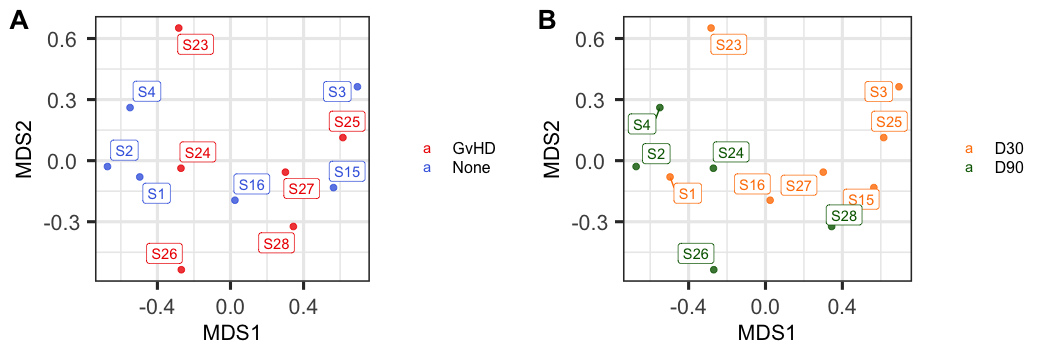 A
MDS2
0.6
0.3
0.0
-0.3
-0.4
0.0
0.4
MDS1
S23
S4
S3
S25
S2
S24
S15
S16
S1
S27
S28
S26
a GvHD
a None
B
MDS2
0.6
0.3
0.0
-0.3
-0.4
0.0
0.4
MDS1
S23
S3
S4
S25
S2
S24
S16
S27
S1
S15
S28
S26
a D30
a D90